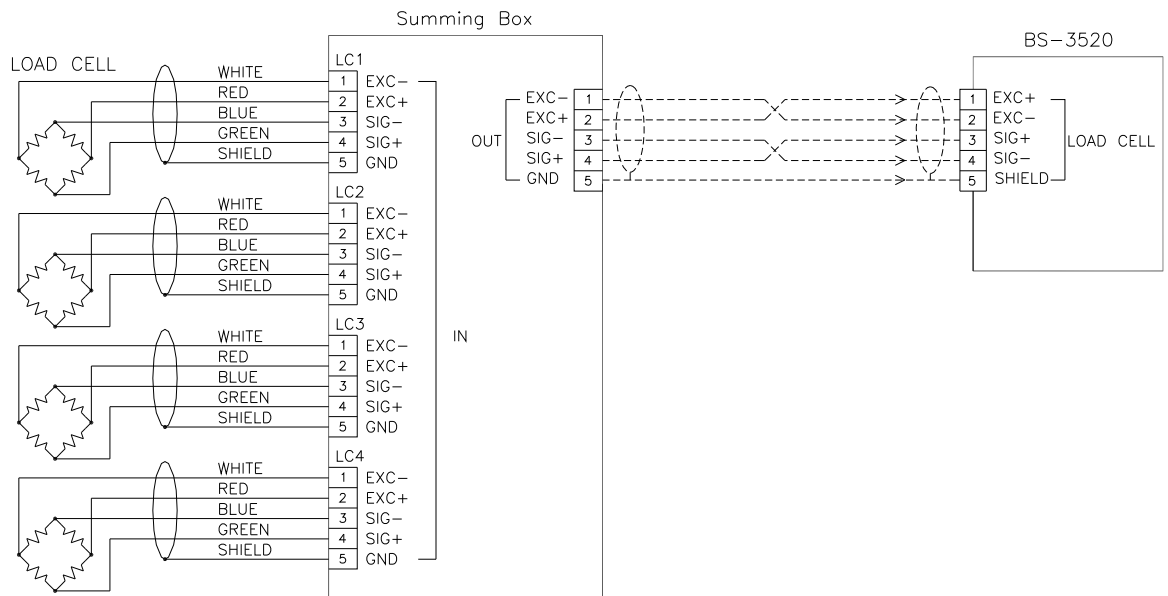 Summing Box
BS-3520
LOAD CELL
LC1
WHITE 1 EXC-
RED 2 EXC+
BLUE 3 SIG-
GREEN 4 SIG+
SHIELD 5 GND
LC2
WHITE 1 EXC-
RED 2 EXC+
BLUE 3 SIG-
GREEN 4 SIG+
SHIELD 5 GND
LC3
WHITE 1 EXC-
RED 2 EXC+
BLUE 3 SIG-
GREEN 4 SIG+
SHIELD 5 GND
LC4
WHITE 1 EXC-
RED 2 EXC+
BLUE 3 SIG-
GREEN 4 SIG+
SHIELD 5 GND
IN
OUT
EXC- 1
EXC+ 2
SIG- 3
SIG+ 4
GND 5
1 EXC+
2 EXC-
3 SIG+
4 SIG-
5 SHIELD
LOAD CELL